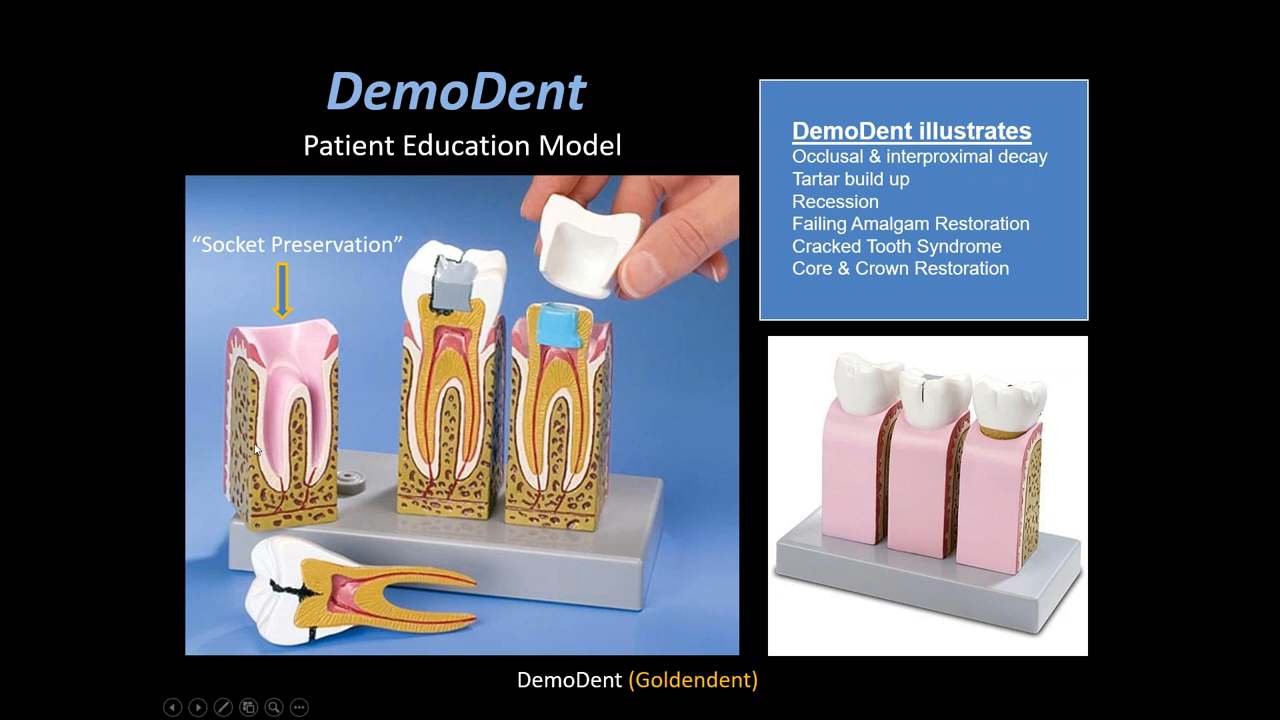 DemoDent
Patient Education Model
“Socket Preservation”
DemoDent illustrates
Occlusal & interproximal decay
Tartar build up
Recession
Failing Amalgam Restoration
Cracked Tooth Syndrome
Core & Crown Restoration
DemoDent (Goldendent)